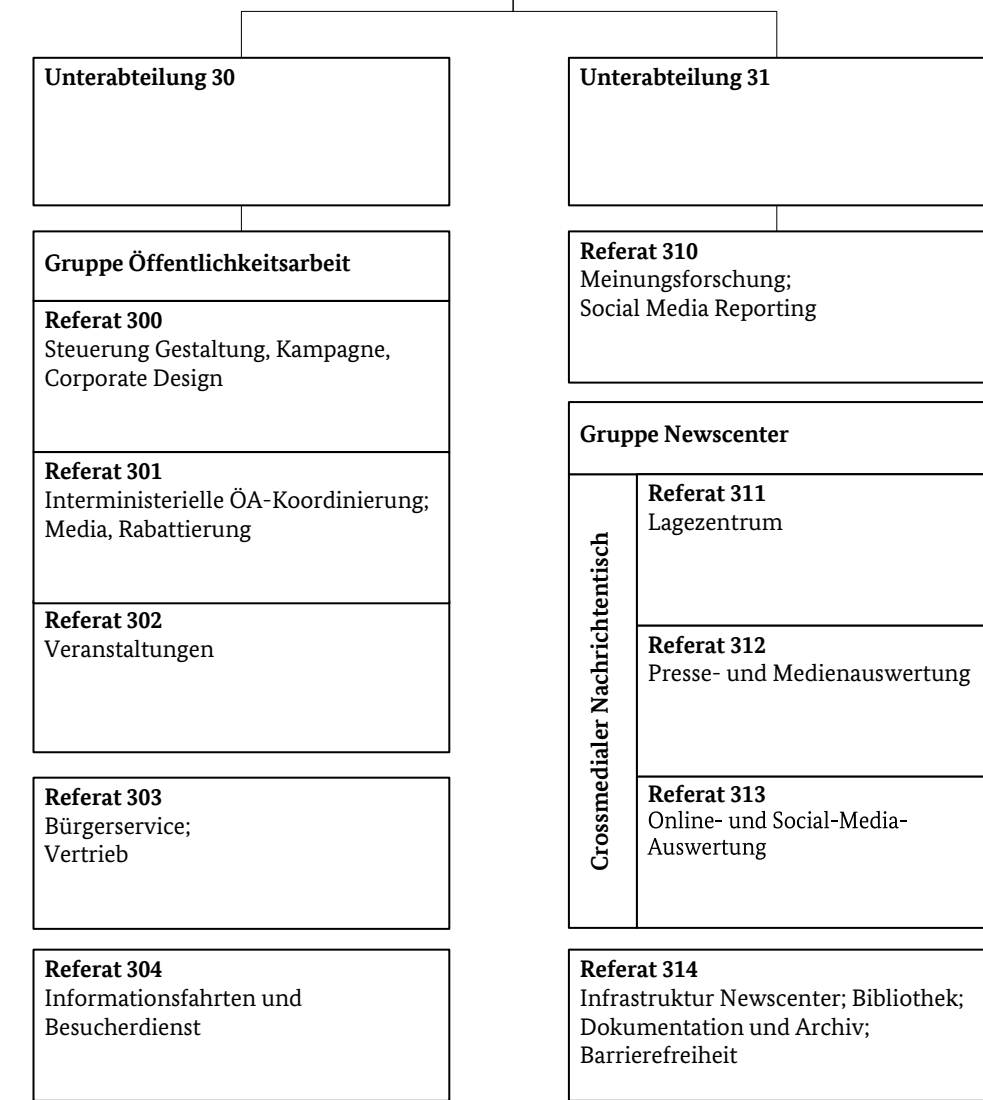 Unterabteilung 30
Gruppe Öffentlichkeitsarbeit
Referat 300
Steuerung Gestaltung, Kampagne,
Corporate Design
Referat 301
Interministerielle ÖA-Koordinierung;
Media, Rabattierung
Referat 302
Veranstaltungen
Referat 303
Bürgerservice;
Vertrieb
Referat 304
Informationsfahrten und
Besucherdienst
Unterabteilung 31
Referat 310
Meinungsforschung;
Social Media Reporting
Gruppe Newscenter
Crossmedialer Nachrichtentisch
Referat 311
Lagezentrum
Referat 312
Presse- und Medienauswertung
Referat 313
Online- und Social-Media-
Auswertung
Referat 314
Infrastruktur Newscenter; Bibliothek;
Dokumentation und Archiv;
Barrierefreiheit